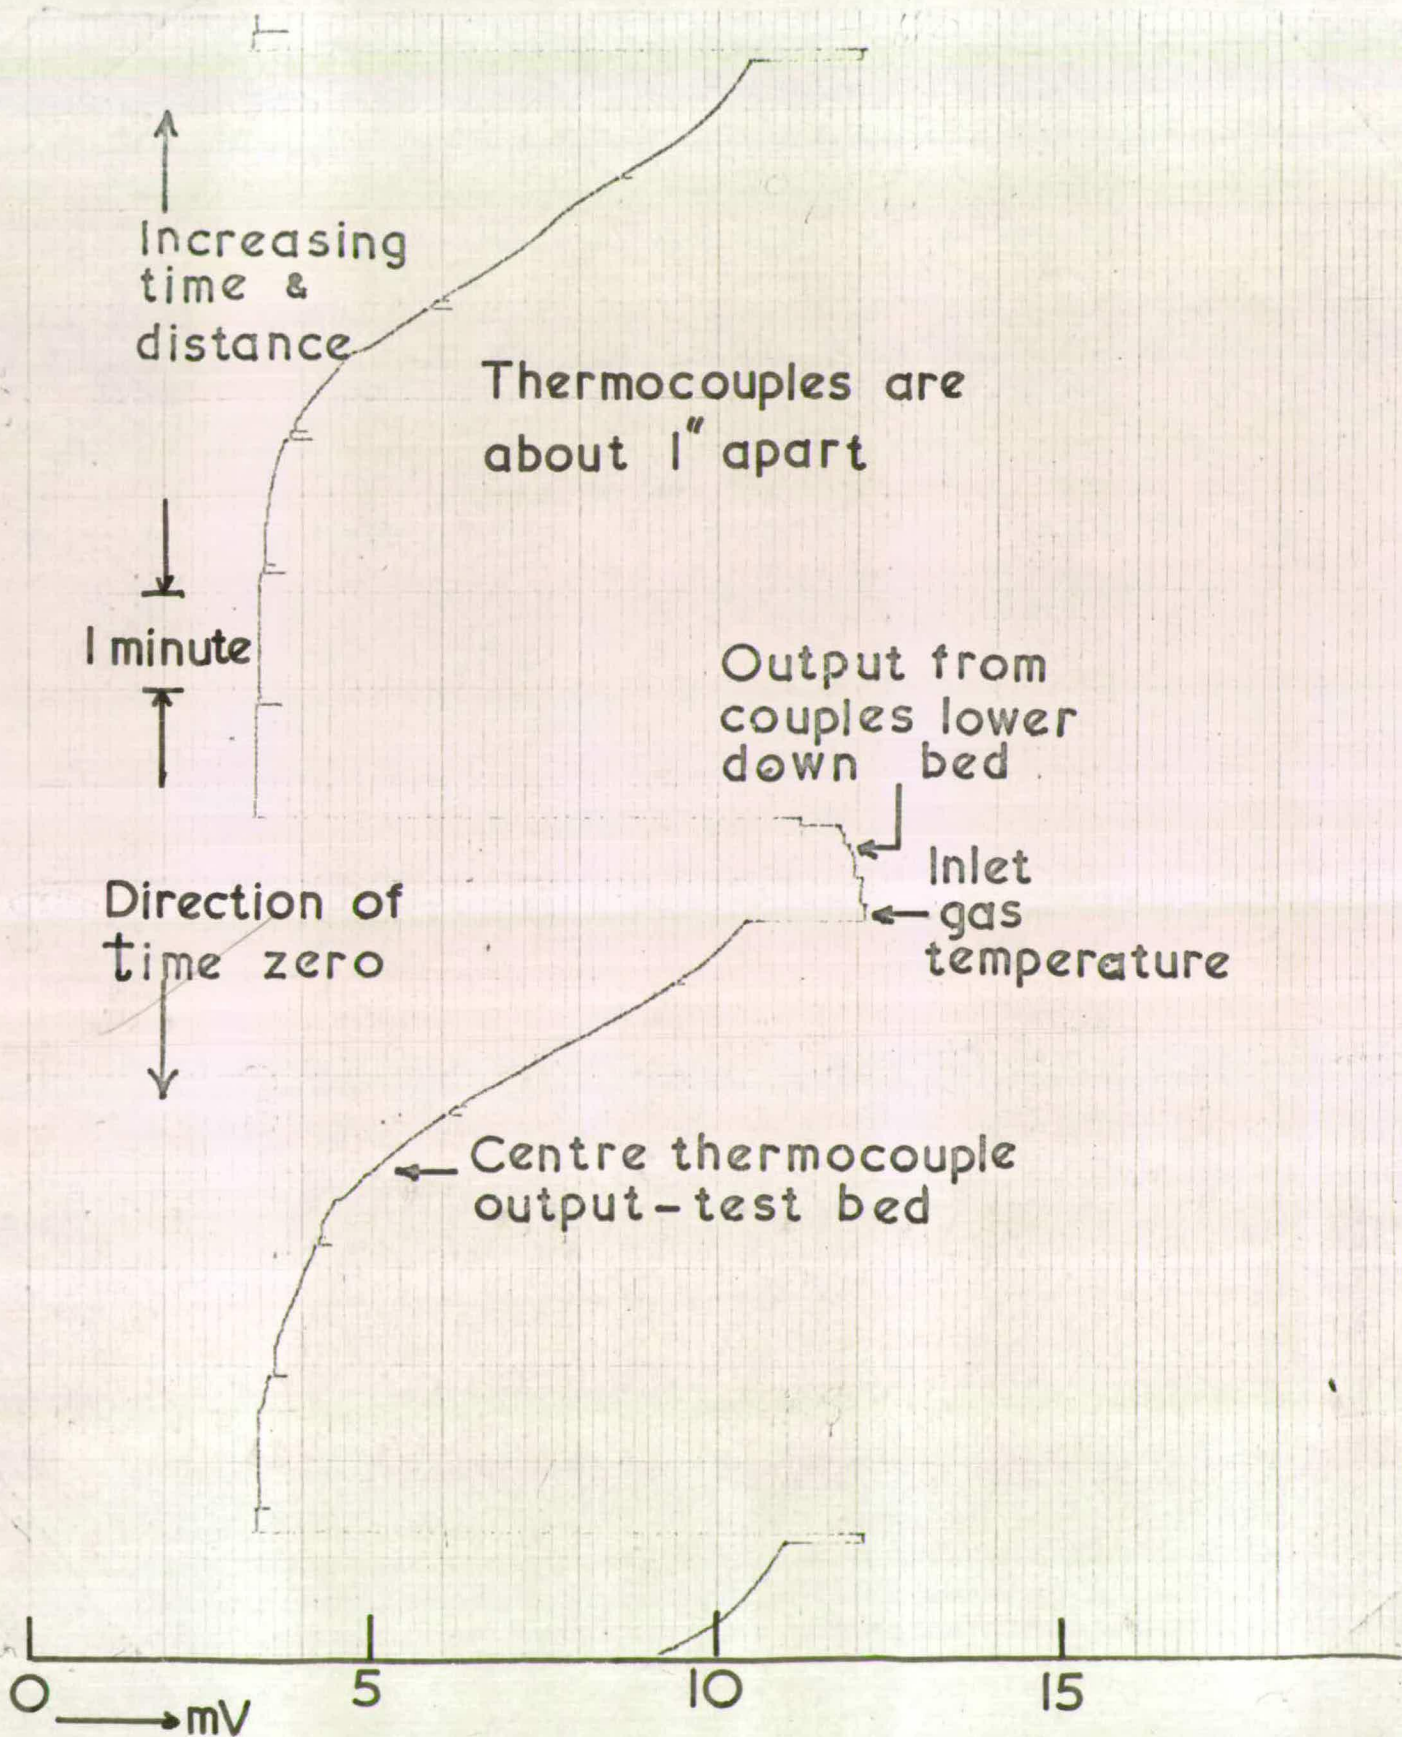 Increasing
time &
distance
Thermocouples are
about 1" apart
1 minute
Output from
couples lower
down bed
Inlet
gas
temperature
Direction of
time zero
Centre thermocouple
output-test bed
0 5 10 15
mV